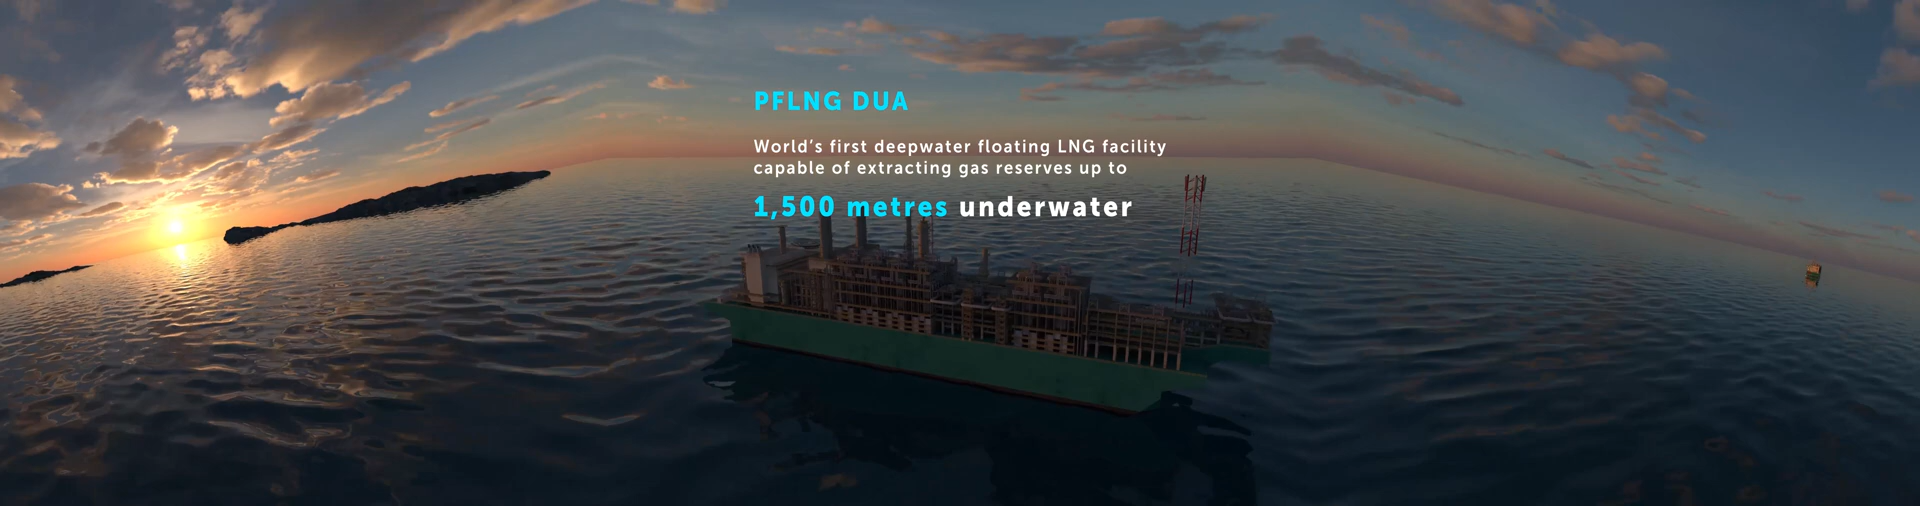 PFLNG DUA
World's first deepwater floating LNG facility
capable of extracting gas reserves up to
1,500 metres underwater